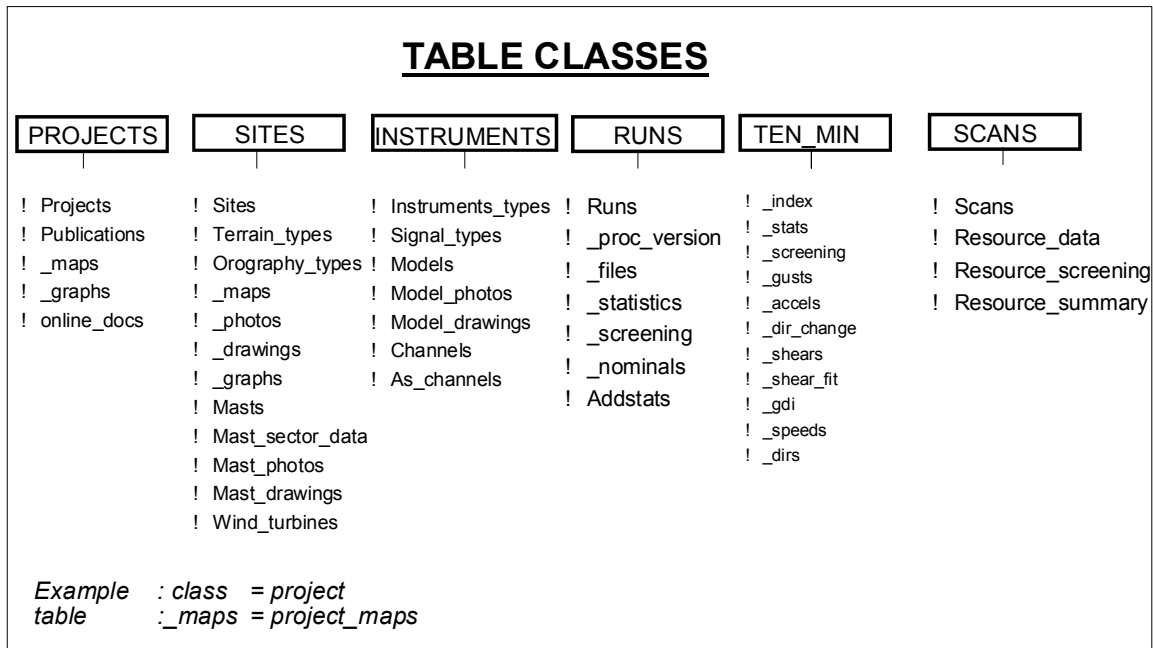 TABLE CLASSES
PROJECTS
! Projects
! Publications
! _maps
! _graphs
! online_docs
SITES
! Sites
! Terrain_types
! Orography_types
! _maps
! _photos
! _drawings
! _graphs
! Masts
! Mast_sector_data
! Mast_photos
! Mast_drawings
! Wind_turbines
INSTRUMENTS
! Instruments_types
! Signal_types
! Models
! Model_photos
! Model_drawings
! Channels
! As_channels
RUNS
! Runs
! _proc_version
! _files
! _statistics
! _screening
! _nominals
! Addstats
TEN_MIN
! _index
! _stats
! _screening
! _gusts
! _accels
! _dir_change
! _shears
! _shear_fit
! _gdi
! _speeds
! _dirs
SCANS
! Scans
! Resource_data
! Resource_screening
! Resource_summary
Example : class = project
table :_maps = project_maps